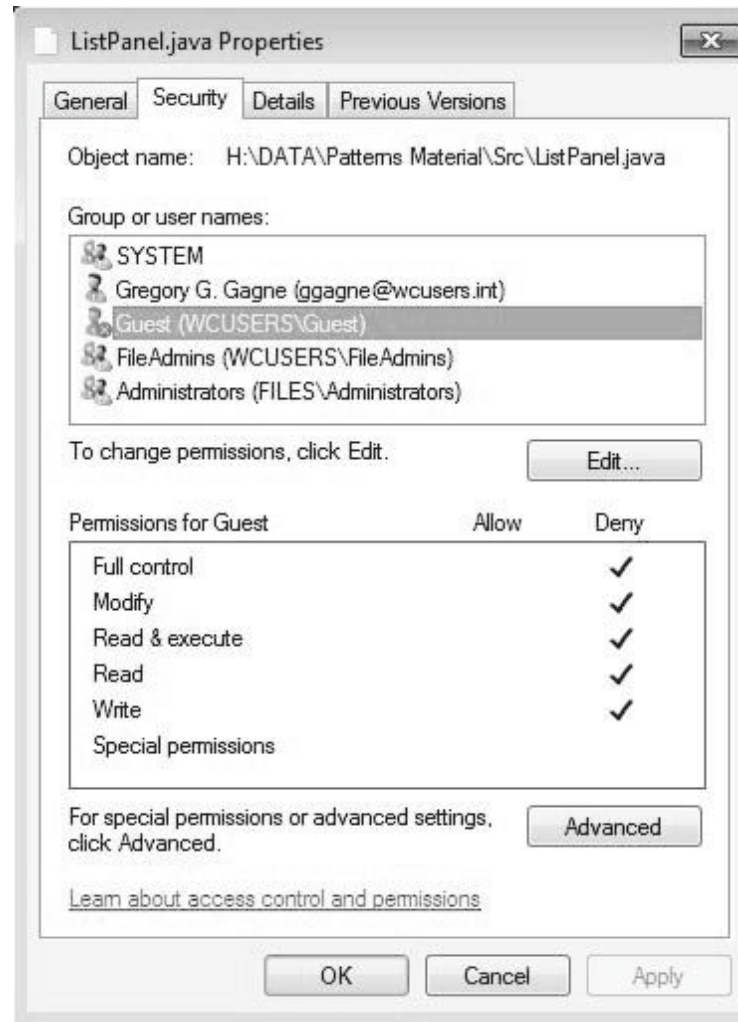 ListPanel.java Properties
General Security Details Previous Versions
Object name: H:\DATA\Patterns Material\Src\ListPanel.java
Group or user names:
SYSTEM
Gregory G. Gagne (ggagne@wcusers.int)
Guest (WCUSERS\Guest)
FileAdmins (WCUSERS\FileAdmins)
Administrators (FILES\Administrators)
To change permissions, click Edit.
Edit...
Permissions for Guest Allow Deny
Full control
Modify
Read & execute
Read
Write
Special permissions
For special permissions or advanced settings,
click Advanced.
Advanced
Learn about access control and permissions
OK Cancel Apply